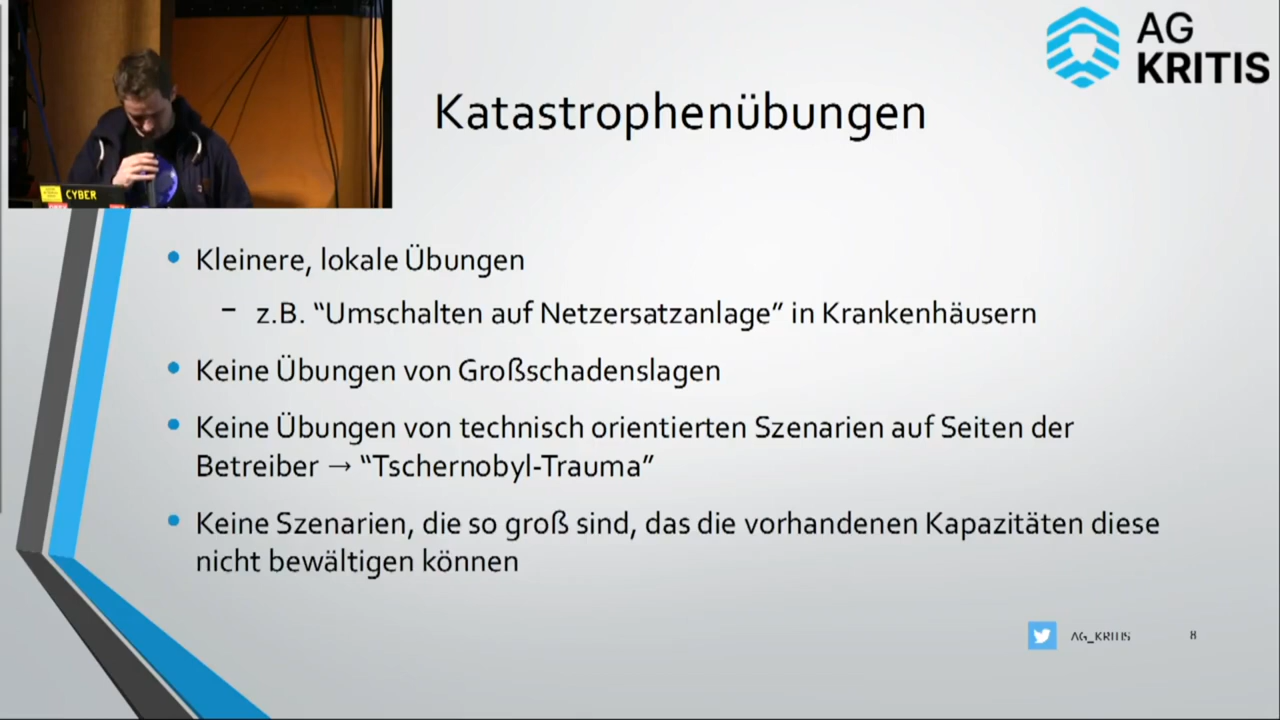 AG
KRITIS
Katastrophenübungen
CYBER
Kleinere, lokale Übungen
– z.B. “Umschalten auf Netzersatzanlage” in Krankenhäusern
Keine Übungen von Großschadenslagen
Keine Übungen von technisch orientierten Szenarien auf Seiten der
Betreiber → “Tschernobyl-Trauma”
Keine Szenarien, die so groß sind, das die vorhandenen Kapazitäten diese
nicht bewältigen können
AG_KRITIS 8